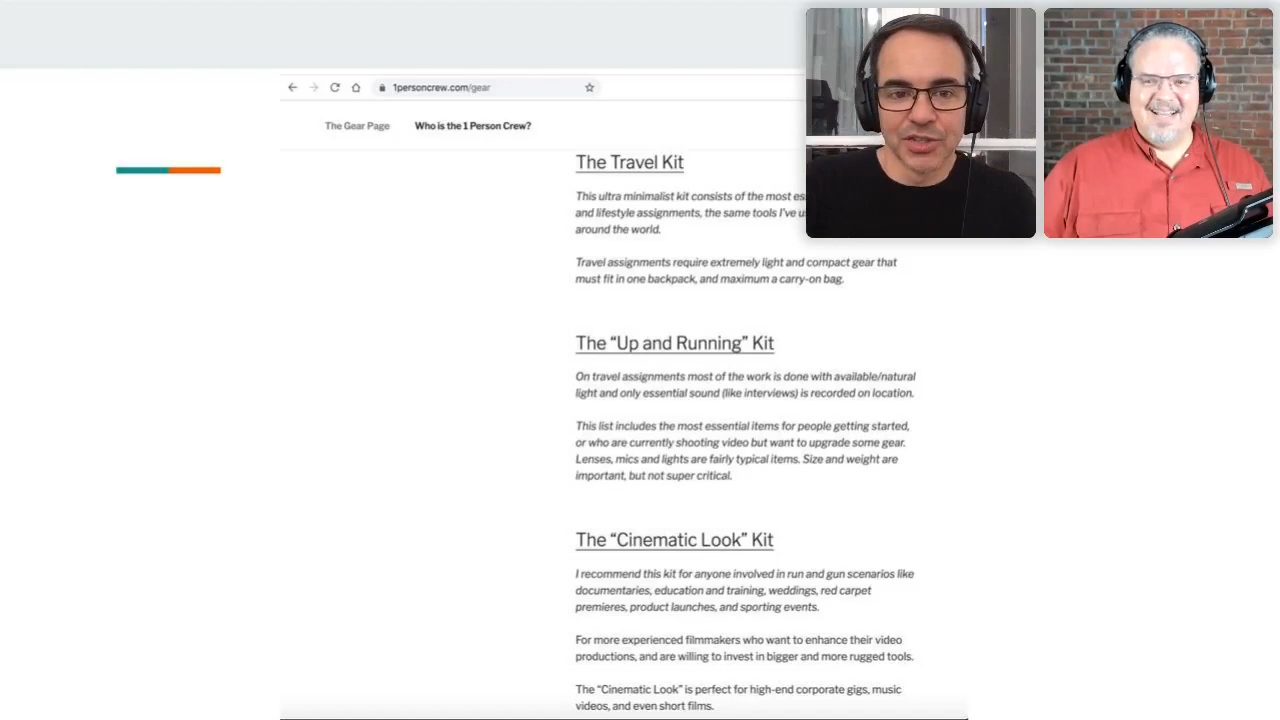 1personcrew.com/gear
The Gear Page
Who is the 1 Person Crew?
The Travel Kit
This ultra minimalist kit consists of the most
and lifestyle assignments, the same tools I've
around the world.
Travel assignments require extremely light and compact gear that
must fit in one backpack, and maximum a carry-on bag.
The “Up and Running” Kit
On travel assignments most of the work is done with available/natural
light and only essential sound (like interviews) is recorded on location.
This list includes the most essential items for people getting started,
or who are currently shooting video but want to upgrade some gear.
Lenses, mics and lights are fairly typical items. Size and weight are
important, but not super critical.
The “Cinematic Look” Kit
I recommend this kit for anyone involved in run and gun scenarios like
documentaries, education and training, weddings, red carpet
premieres, product launches, and sporting events.
For more experienced filmmakers who want to enhance their video
productions, and are willing to invest in bigger and more rugged tools.
The “Cinematic Look” is perfect for high-end corporate gigs, music
videos, and even short films.